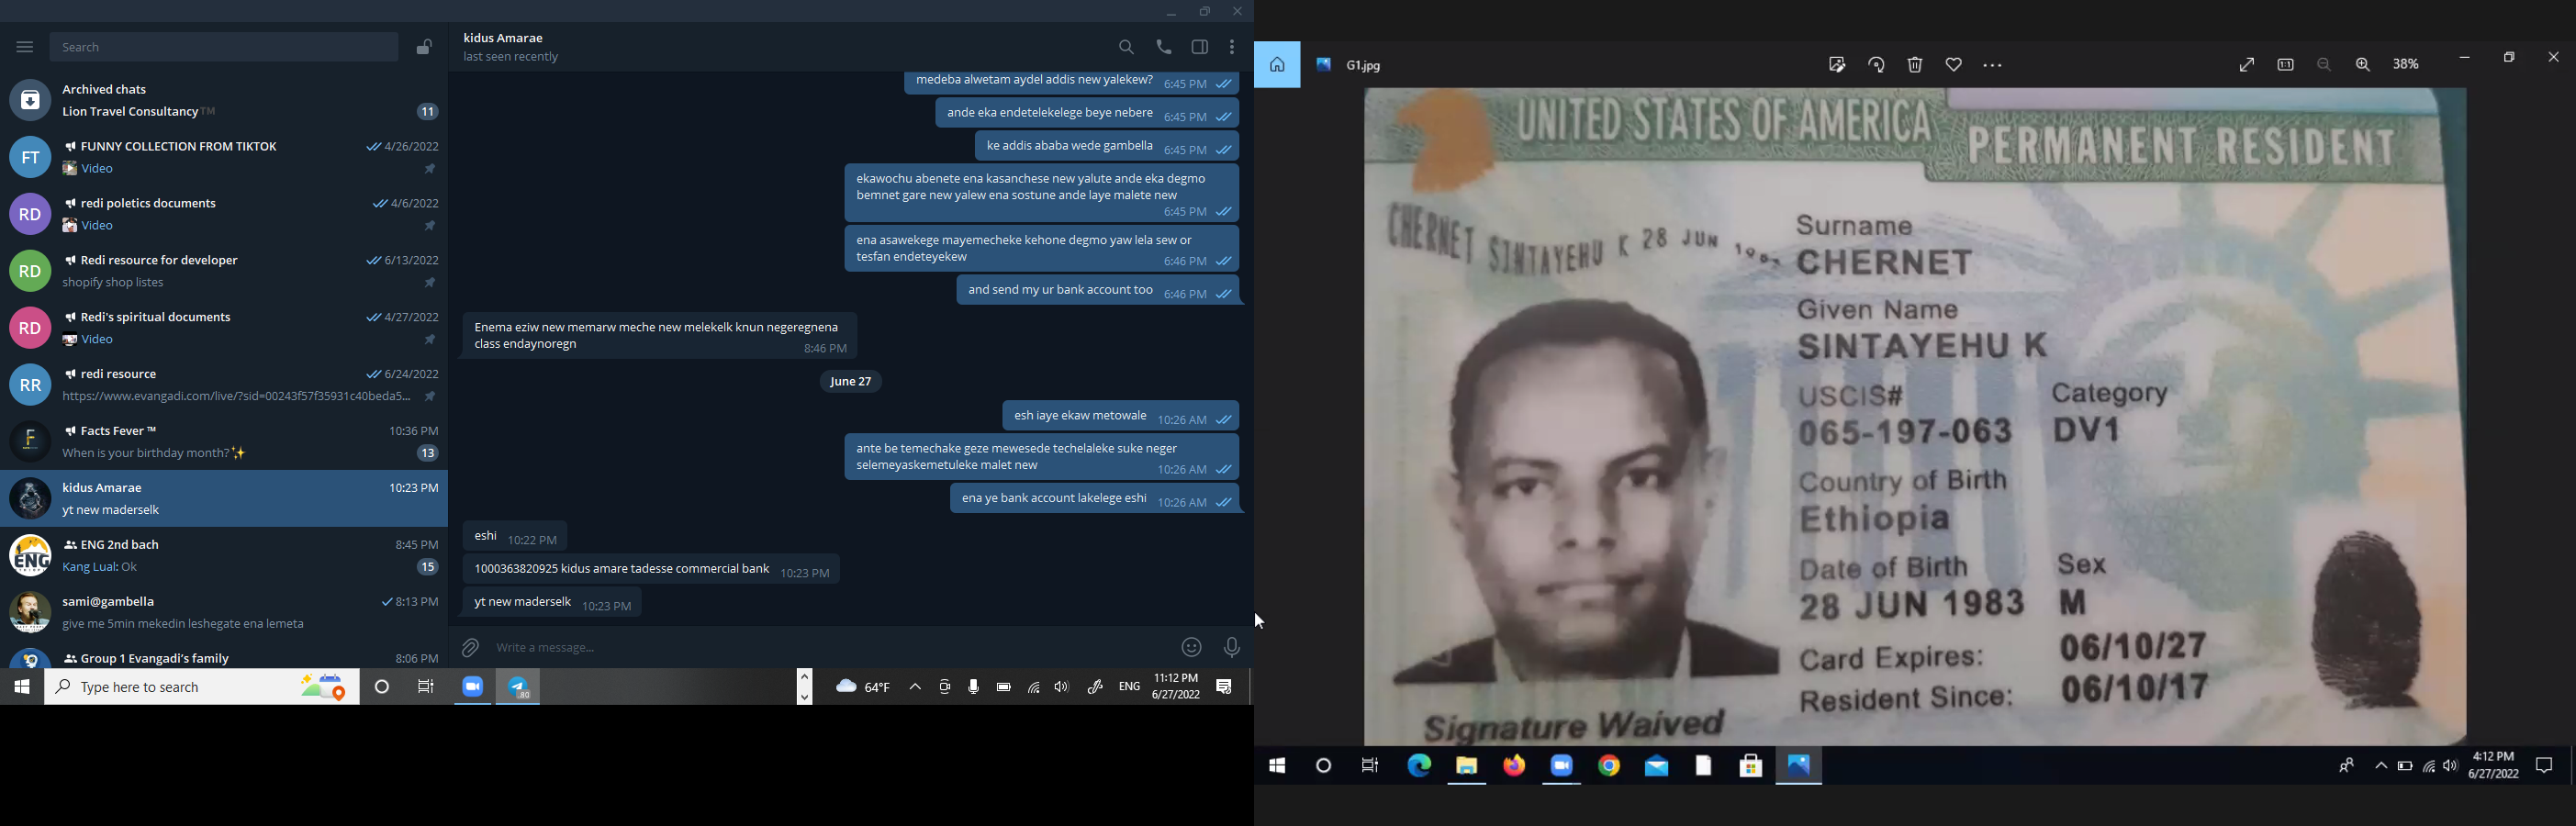 Search
Archived chats
Lion Travel Consultancy™ 11
FT
FUNNY COLLECTION FROM TIKTOK 4/26/2022
Video
RD
redi poletics documents 4/6/2022
Video
RD
Redi resource for developer 6/13/2022
shopify shop listes
RD
Redi's spiritual documents 4/27/2022
Video
RR
redi resource 6/24/2022
https://www.evangadi.com/live/?sid=00243f57f35931c40beda5...
F
Facts Fever ™ 10:36 PM
When is your birthday month?✨ 13
kidus Amarae 10:23 PM
yt new maderselk
ENG
ENG 2nd bach 8:45 PM
Kang Lual: Ok 15
sami@gambella 8:13 PM
give me 5min mekedin leshegate ena lemeta
Group 1 Evangadi's family 8:06 PM
kidus Amarae
last seen recently
medeba alwetam aydel addis new yalekew? 6:45 PM
ande eka endetelekelege beye nebere 6:45 PM
ke addis ababa wede gambella 6:45 PM
ekawochu abenete ena kasanchese new yalute ande eka degmo
bemnet gare new yalew ena sostune ande laye malete new
6:45 PM
ena asawekege mayemecheke kehone degmo yaw lela sew or
tesfan endeteyekew 6:46 PM
and send my ur bank account too 6:46 PM
Enema eziw new memarw meche new melekelk knun negeregnena
class endaynoregn 8:46 PM
June 27
esh iaye ekaw metowale 10:26 AM
ante be temechake geze mewesede techelaleke suke neger
selemeyaskemetuleke malet new 10:26 AM
ena ye bank account lakelege eshi 10:26 AM
eshi 10:22 PM
1000363820925 kidus amare tadesse commercial bank 10:23 PM
yt new maderselk 10:23 PM
Write a message...
Type here to search
80
64°F
ENG
11:12 PM
6/27/2022
G1.jpg
1:1
38%
UNITED STATES OF AMERICA
PERMANENT RESIDENT
CHERNET SINTAYEHU K 28 JUN
Surname
CHERNET
Given Name
SINTAYEHU K
USCIS# Category
065-197-063 DV1
Country of Birth
Ethiopia
Date of Birth Sex
28 JUN 1983 M
Card Expires: 06/10/27
Resident Since: 06/10/17
Signature Waived
4:12 PM
6/27/2022